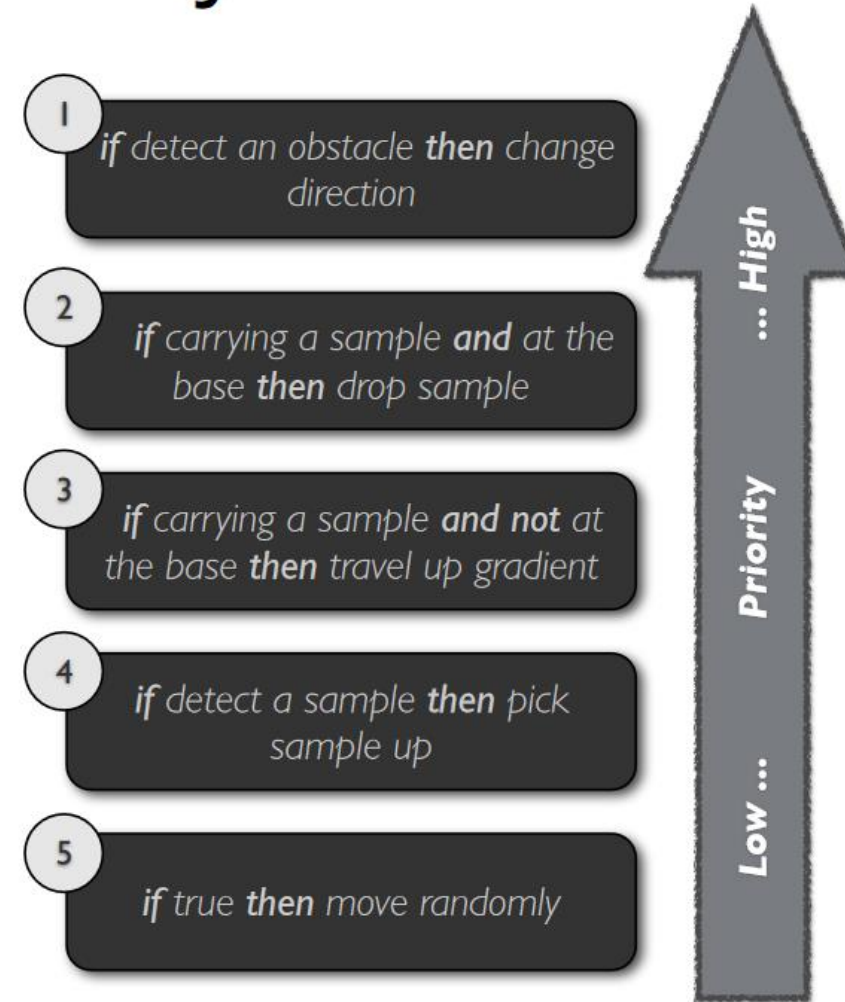 1
if detect an obstacle then change
direction
2
if carrying a sample and at the
base then drop sample
3
if carrying a sample and not at
the base then travel up gradient
4
if detect a sample then pick
sample up
5
if true then move randomly
Low ... Priority ... High